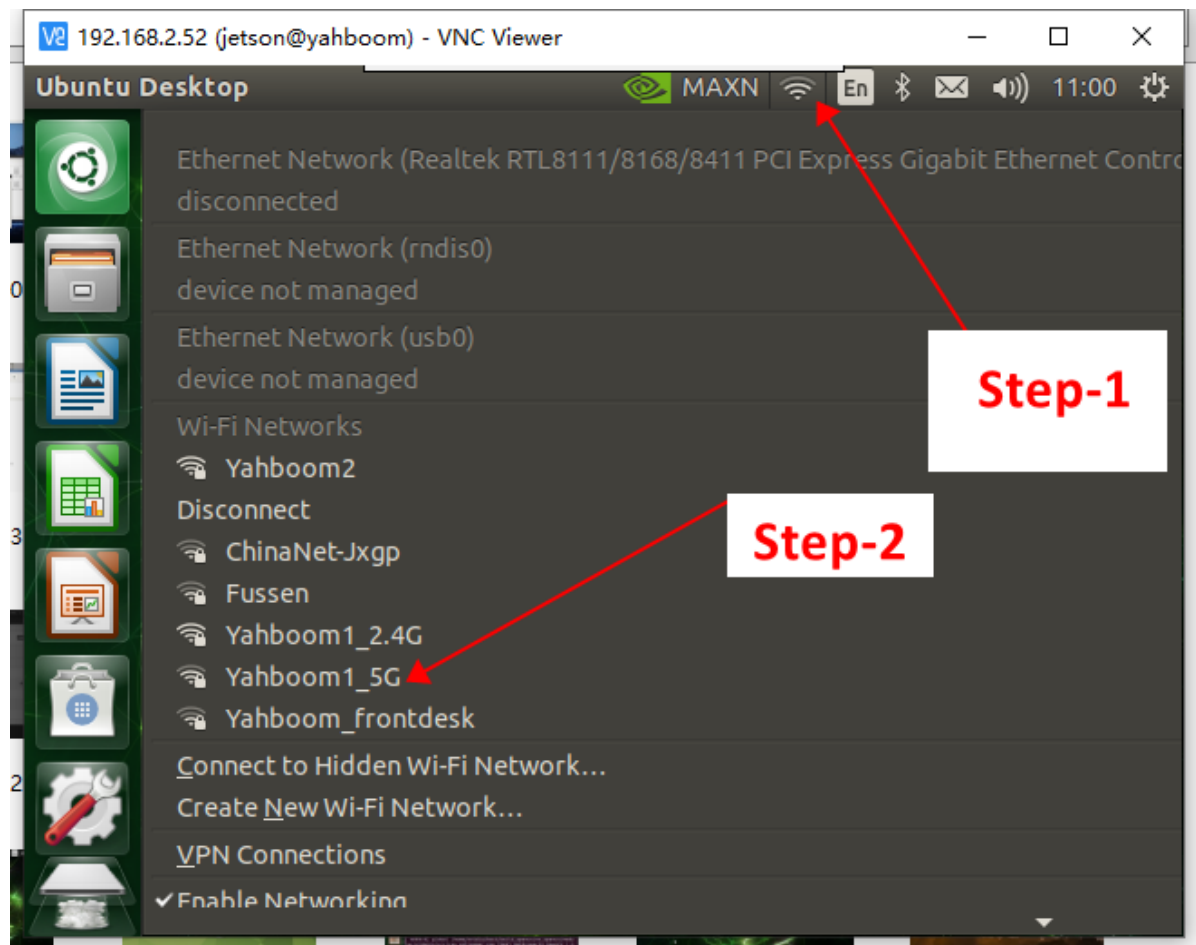 192.168.2.52 (jetson@yahboom) - VNC Viewer
Ubuntu Desktop MAXN En 11:00
Ethernet Network (Realtek RTL8111/8168/8411 PCI Express Gigabit Ethernet Contro
disconnected
Ethernet Network (rndis0)
device not managed
Ethernet Network (usb0)
device not managed
Step-1
Wi-Fi Networks
Yahboom2
Disconnect
Step-2
ChinaNet-Jxgp
Fussen
Yahboom1_2.4G
Yahboom1_5G
Yahboom_frontdesk
Connect to Hidden Wi-Fi Network...
Create New Wi-Fi Network...
VPN Connections
Enable Networking